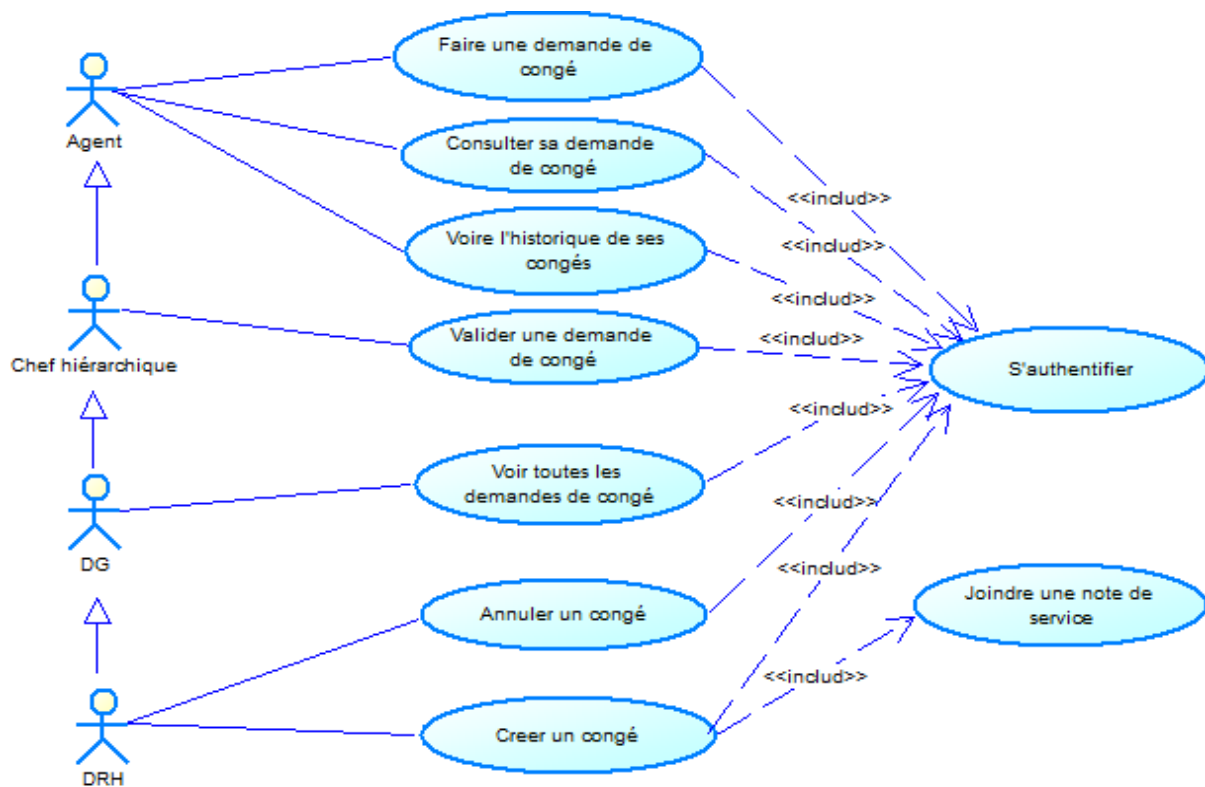 Faire une demande de
congé
Agent
Consulter sa demande
de congé
<<includ>>
Voire l'historique de ses
congés
<<includ>>
<<includ>>
Chef hiérarchique
Valider une demande
de congé
<<includ>>
S'authentifier
<<includ>>
Voir toutes les
demandes de congé
<<includ>>
DG
<<includ>>
Annuler un congé
Joindre une note de
service
<<includ>>
Creer un congé
DRH